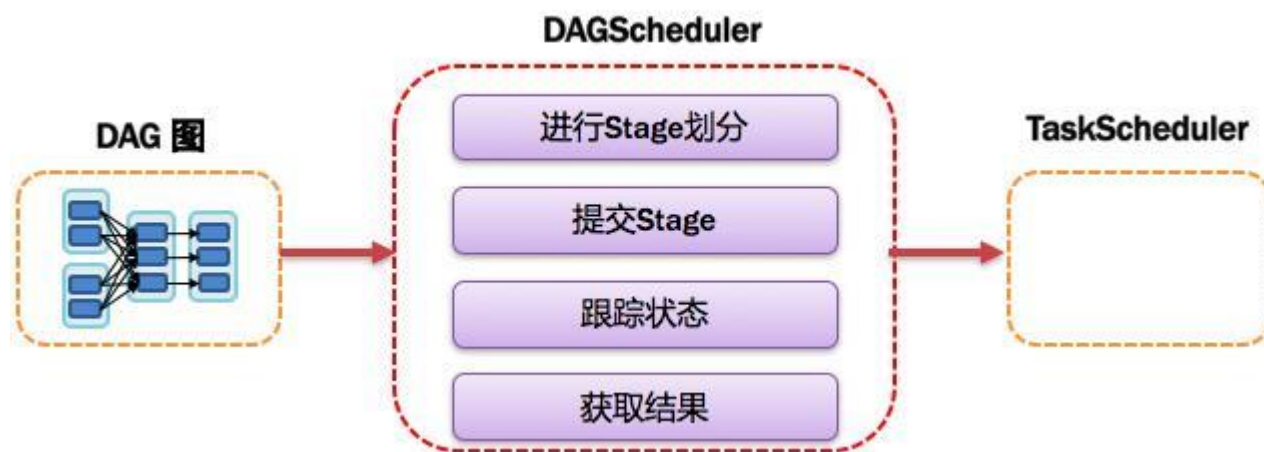 DAGScheduler
DAG 图
进行Stage划分
提交Stage
跟踪状态
获取结果
TaskScheduler